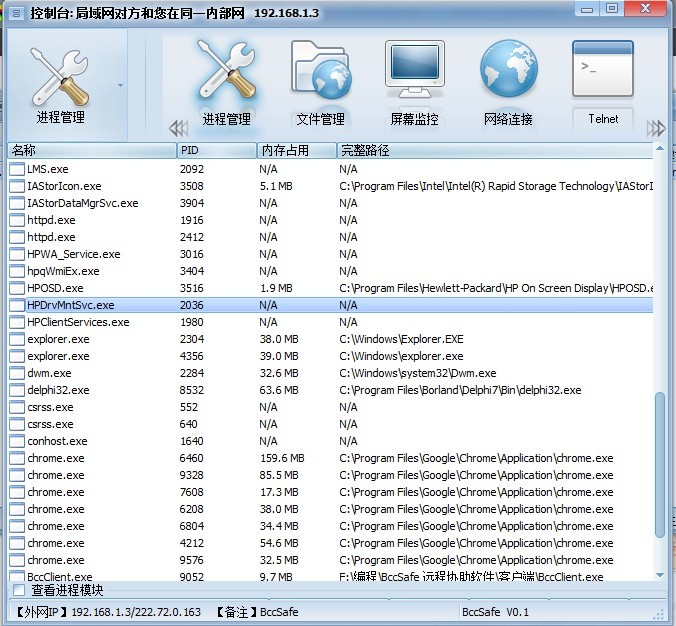 控制台: 局域网对方和您在同一内部网 192.168.1.3
进程管理
进程管理 文件管理 屏幕监控 网络连接 Telnet
名称 PID 内存占用 完整路径
LMS.exe 2092 N/A N/A
IAStorIcon.exe 3508 5.1 MB C:\Program Files\Intel\Intel(R) Rapid Storage Technology\IAStorI
IAStorDataMgrSvc.exe 3904 N/A N/A
httpd.exe 1916 N/A N/A
httpd.exe 2412 N/A N/A
HPWA_Service.exe 3016 N/A N/A
hpqWmiEx.exe 3404 N/A N/A
HPOSD.exe 3516 1.9 MB C:\Program Files\Hewlett-Packard\HP On Screen Display\HPOSD.e
HPDrvMntSvc.exe 2036 N/A N/A
HPClientServices.exe 1980 N/A N/A
explorer.exe 2304 38.0 MB C:\Windows\Explorer.EXE
explorer.exe 4356 39.0 MB C:\Windows\explorer.exe
dwm.exe 2284 32.6 MB C:\Windows\system32\Dwm.exe
delphi32.exe 8532 63.6 MB C:\Program Files\Borland\Delphi7\Bin\delphi32.exe
csrss.exe 552 N/A N/A
csrss.exe 640 N/A N/A
conhost.exe 1640 N/A N/A
chrome.exe 6460 159.6 MB C:\Program Files\Google\Chrome\Application\chrome.exe
chrome.exe 9328 85.5 MB C:\Program Files\Google\Chrome\Application\chrome.exe
chrome.exe 7608 17.3 MB C:\Program Files\Google\Chrome\Application\chrome.exe
chrome.exe 6208 38.0 MB C:\Program Files\Google\Chrome\Application\chrome.exe
chrome.exe 6804 34.4 MB C:\Program Files\Google\Chrome\Application\chrome.exe
chrome.exe 4212 54.6 MB C:\Program Files\Google\Chrome\Application\chrome.exe
chrome.exe 9576 32.5 MB C:\Program Files\Google\Chrome\Application\chrome.exe
BccClient.exe 9052 9.7 MB F:\编程\BccSafe 远程协助软件\客户端\BccClient.exe
查看进程模块
【外网IP】192.168.1.3/222.72.0.163 【备注】BccSafe BccSafe V0.1